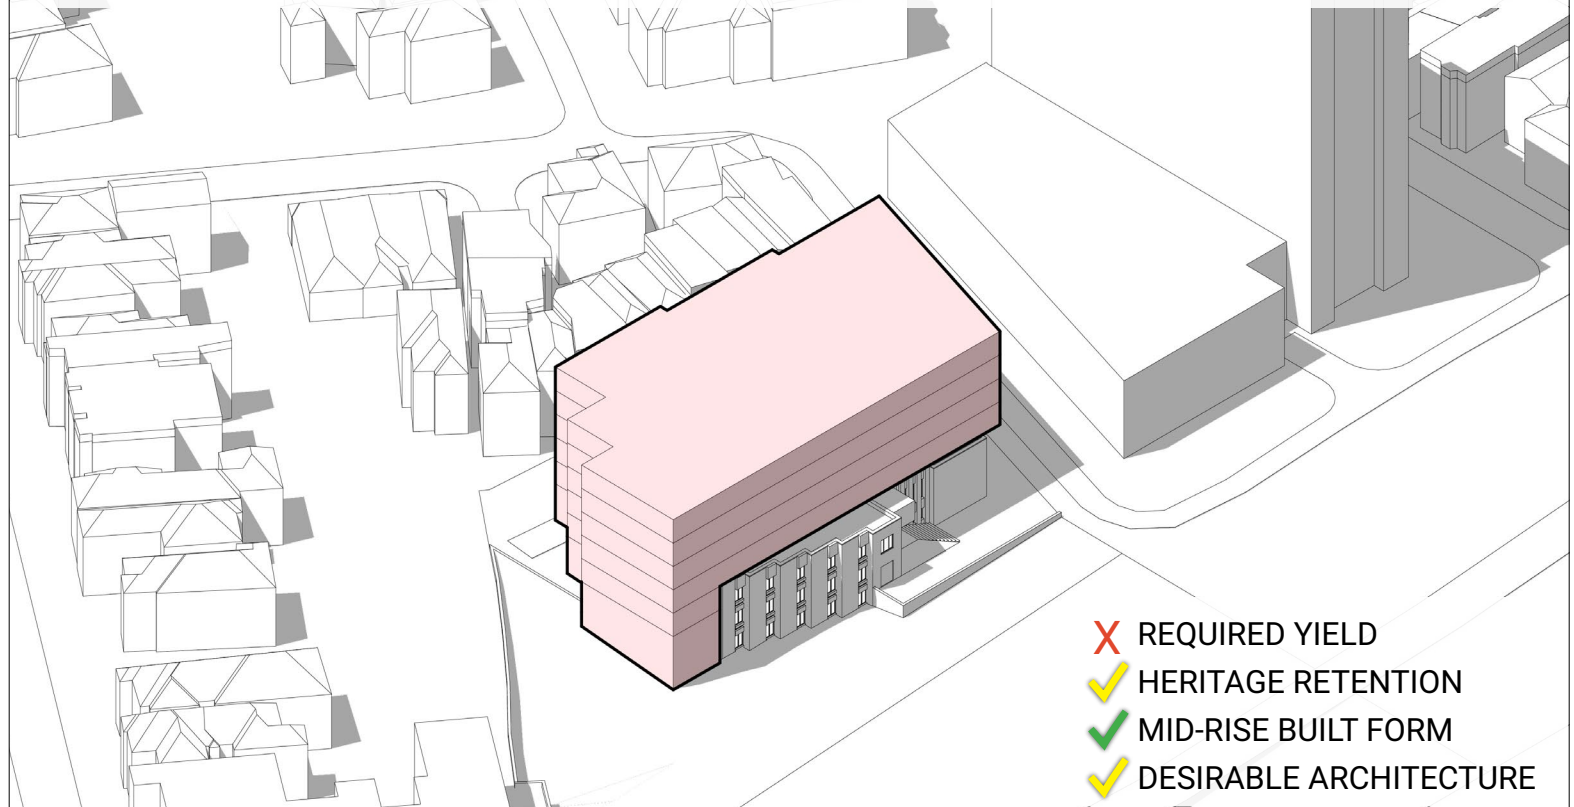 X REQUIRED YIELD
HERITAGE RETENTION
MID-RISE BUILT FORM
DESIRABLE ARCHITECTURE